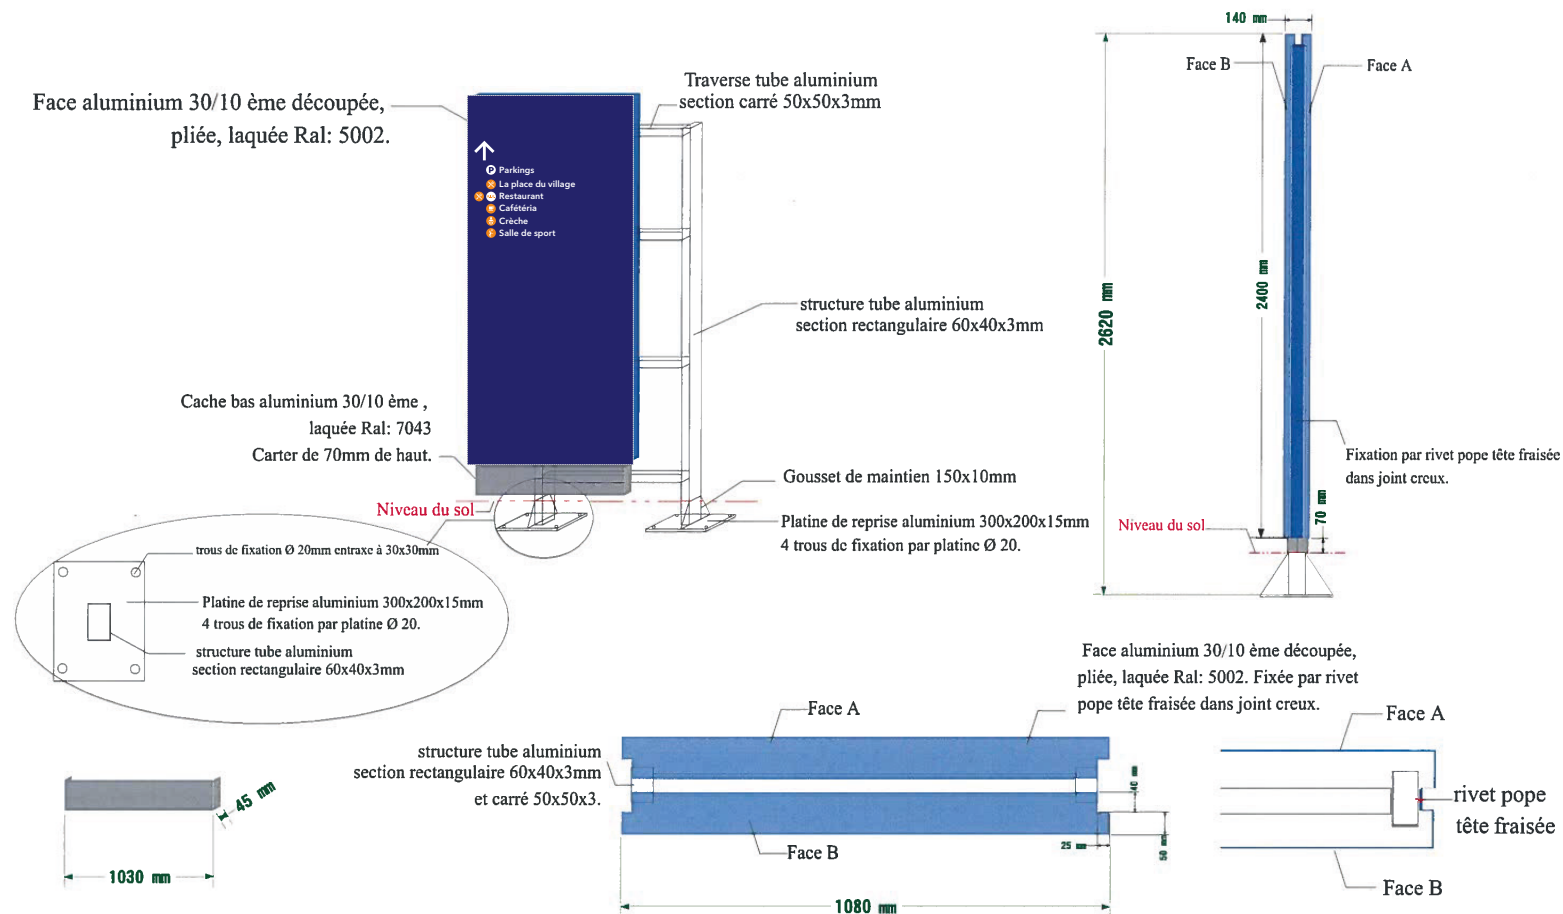 140 mm
Face B
Face A
Traverse tube aluminium
section carré 50x50x3mm
Face aluminium 30/10 ème découpée,
pliée, laquée Ral: 5002.
P Parkings
La place du village
Restaurant
Cafétéria
Crèche
Salle de sport
2400 mm
2620 mm
structure tube aluminium
section rectangulaire 60x40x3mm
Cache bas aluminium 30/10 ème ,
laquée Ral: 7043
Carter de 70mm de haut.
Fixation par rivet pope tête fraisée
dans joint creux.
Gousset de maintien 150x10mm
70 mm
Niveau du sol
Niveau du sol
Platine de reprise aluminium 300x200x15mm
4 trous de fixation par platine Ø 20.
trous de fixation Ø 20mm entraxe à 30x30mm
Platine de reprise aluminium 300x200x15mm
4 trous de fixation par platine Ø 20.
structure tube aluminium
section rectangulaire 60x40x3mm
Face aluminium 30/10 ème découpée,
pliée, laquée Ral: 5002. Fixée par rivet
pope tête fraisée dans joint creux.
Face A
Face A
structure tube aluminium
section rectangulaire 60x40x3mm
et carré 50x50x3.
40 mm
45 mm
rivet pope
tête fraisée
25 mm
50 mm
Face B
1030 mm
Face B
1080 mm